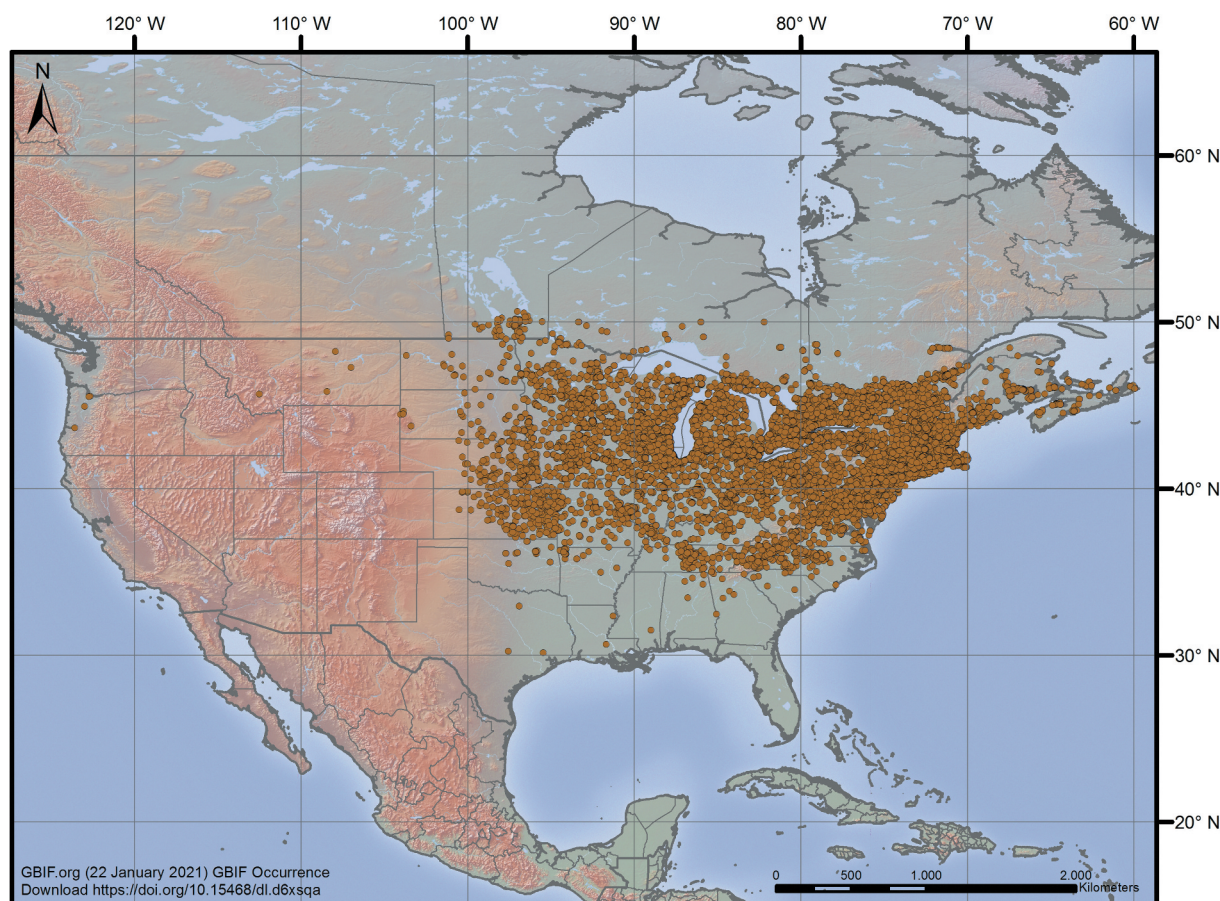 120° W 110° W 100° W 90° W 80° W 70° W 60° W
N
60° N
50° N
40° N
30° N
20° N
GBIF.org (22 January 2021) GBIF Occurrence
Download https://doi.org/10.15468/dl.d6xsqa
0 500 1.000 2.000
Kilometers